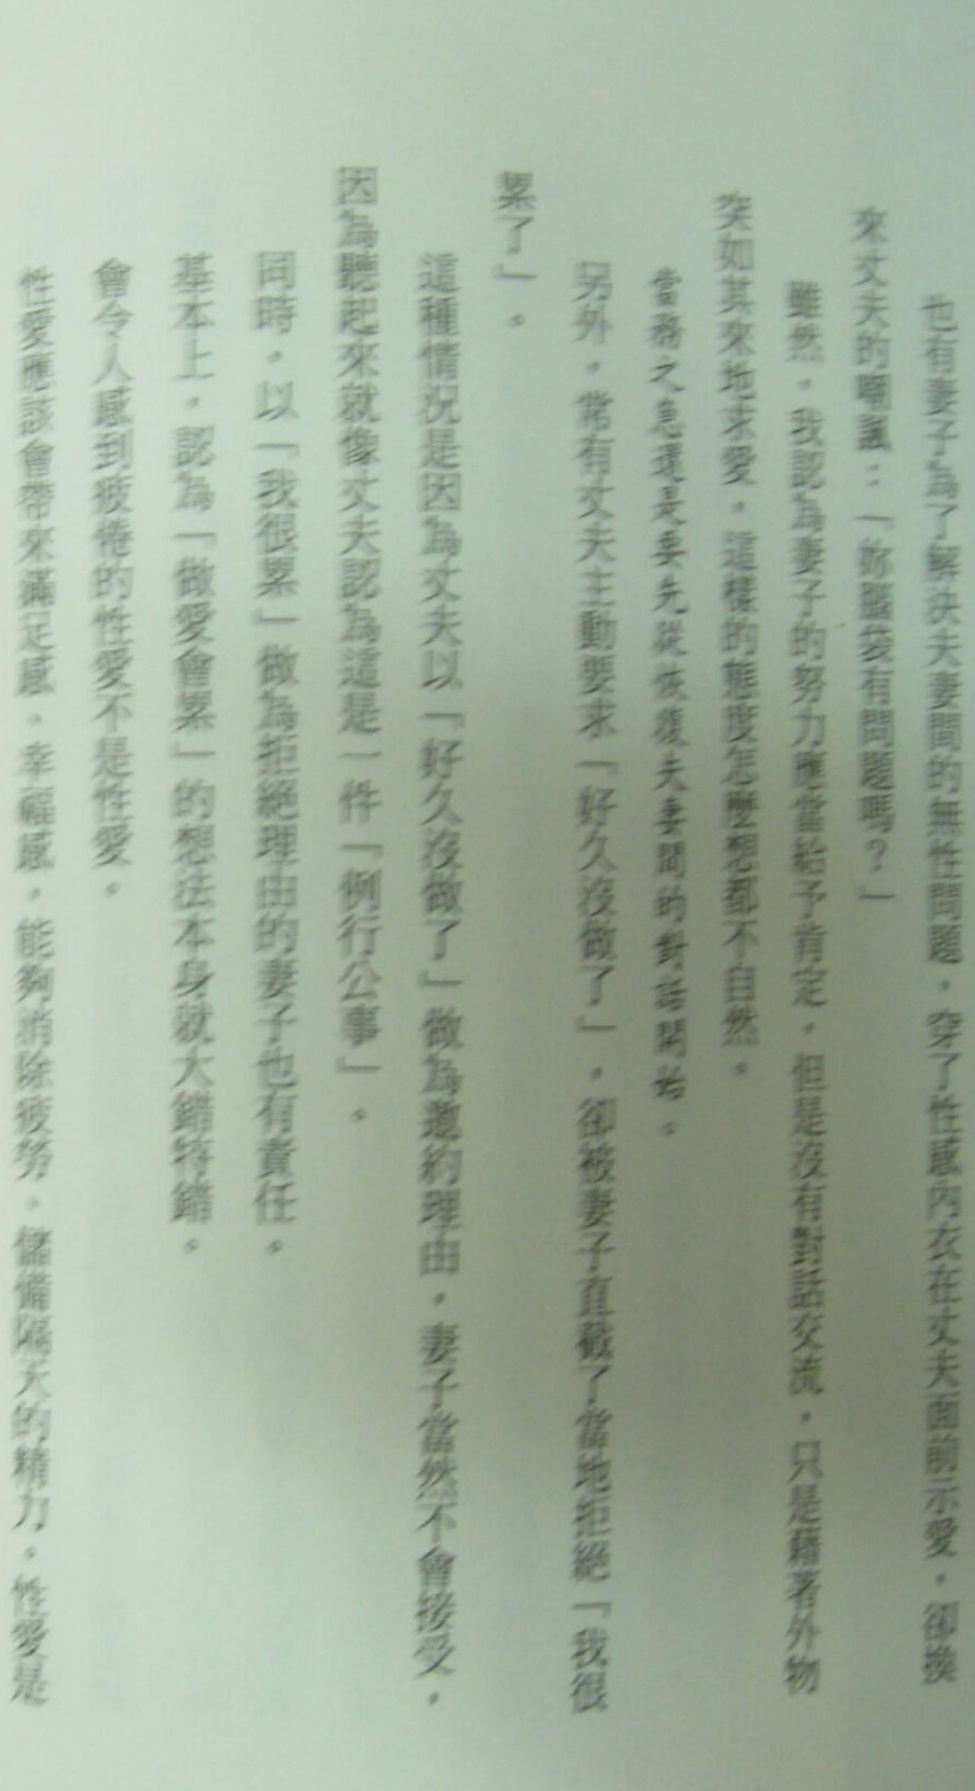 也有妻子為了解決夫妻間的無性問題，穿了性感內衣在丈夫面前示愛，卻換
來丈夫的嘲諷：「妳腦袋有問題嗎？」
雖然，我認為妻子的努力應當給予肯定，但是沒有對話交流，只是藉著外物
突如其來地求愛，這樣的態度怎麼想都不自然。
當務之急還是要先從恢復夫妻間的對話開始。
另外，常有丈夫主動要求「好久沒做了」，卻被妻子直截了當地拒絕「我很
累了」。
這種情況是因為丈夫以「好久沒做了」做為邀約理由，妻子當然不會接受，
因為聽起來就像丈夫認為這是一件「例行公事」。
同時，以「我很累」做為拒絕理由的妻子也有責任。
基本上，認為「做愛會累」的想法本身就大錯特錯。
會令人感到疲倦的性愛不是性愛。
性愛應該會帶來滿足感、幸福感，能夠消除疲勞、儲備隔天的精力。性愛是